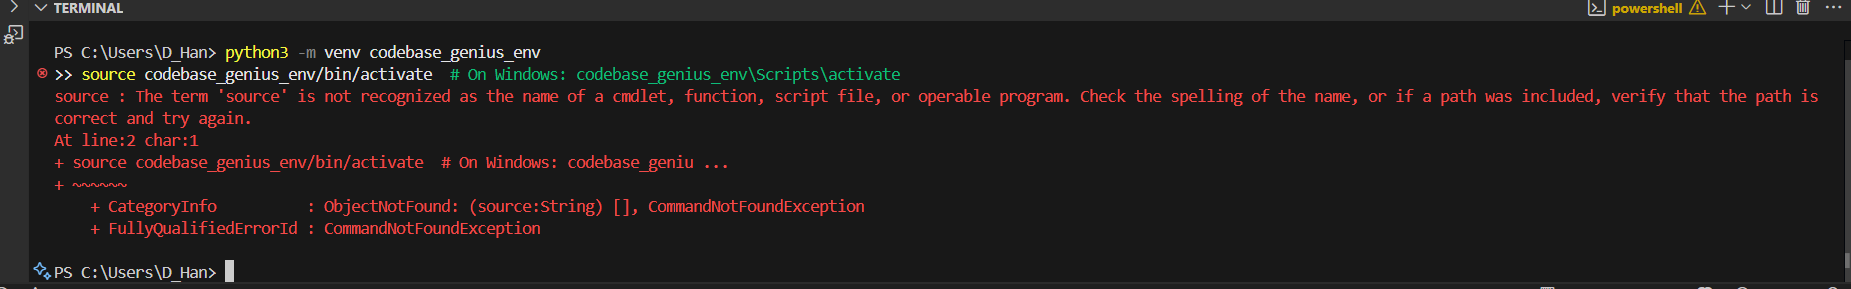 TERMINAL
powershell
PS C:\Users\D_Han> python3 -m venv codebase_genius_env
>> source codebase_genius_env/bin/activate  # On Windows: codebase_genius_env\Scripts\activate
source : The term 'source' is not recognized as the name of a cmdlet, function, script file, or operable program. Check the spelling of the name, or if a path was included, verify that the path is
correct and try again.
At line:2 char:1
+ source codebase_genius_env/bin/activate  # On Windows: codebase_geniu ...
+ ~~~~~~
    + CategoryInfo          : ObjectNotFound: (source:String) [], CommandNotFoundException
    + FullyQualifiedErrorId : CommandNotFoundException
PS C:\Users\D_Han>